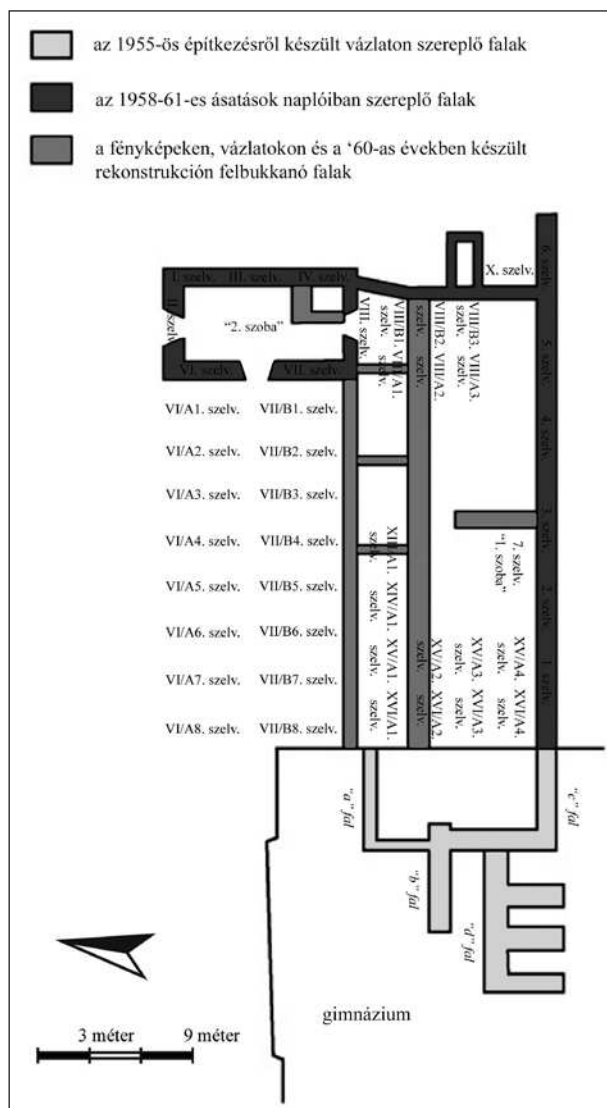 az 1955-ös építkezésről készült vázlaton szereplő falak
az 1958-61-es ásatások naplóiban szereplő falak
a fényképeken, vázlatokon és a ‘60-as években készült
rekonstrukción felbukkanó falak
I. szelv. III. szelv. IV. szelv.
II. szelv.
“2. szoba”
VI. szelv. VII. szelv.
X. szelv.
6. szelv.
5. szelv.
4. szelv.
3. szelv.
2. szelv.
1. szelv.
VIII. szelv.
VIII/B1. VIII/A1.
szelv. szelv.
VIII/B2. VIII/A2.
szelv. szelv.
VIII/B3. VIII/A3.
szelv. szelv.
VI/A1. szelv. VII/B1. szelv.
VI/A2. szelv. VII/B2. szelv.
VI/A3. szelv. VII/B3. szelv.
VI/A4. szelv. VII/B4. szelv.
VI/A5. szelv. VII/B5. szelv.
VI/A6. szelv. VII/B6. szelv.
VI/A7. szelv. VII/B7. szelv.
VI/A8. szelv. VII/B8. szelv.
7. szelv.
“1. szoba”
XIV/A1. XV/A1. XVI/A1.
szelv. szelv. szelv. szelv.
XV/A2. XVI/A2.
szelv. szelv.
XV/A3. XVI/A3.
szelv. szelv.
XV/A4. XVI/A4.
szelv. szelv.
“a” fal
“b” fal
“c” fal
“d” fal
gimnázium
3 méter 9 méter